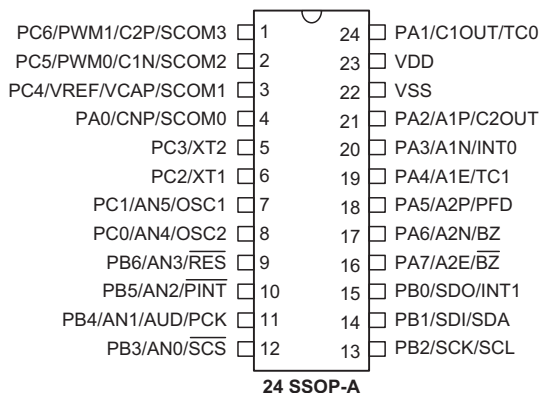 PC6/PWM1/C2P/SCOM3 1 24 PA1/C1OUT/TC0
PC5/PWM0/C1N/SCOM2 2 23 VDD
PC4/VREF/VCAP/SCOM1 3 22 VSS
PA0/CNP/SCOM0 4 21 PA2/A1P/C2OUT
PC3/XT2 5 20 PA3/A1N/INT0
PC2/XT1 6 19 PA4/A1E/TC1
PC1/AN5/OSC1 7 18 PA5/A2P/PFD
PC0/AN4/OSC2 8 17 PA6/A2N/BZ
PB6/AN3/R̅E̅S̅ 9 16 PA7/A2E/B̅Z̅
PB5/AN2/P̅I̅N̅T̅ 10 15 PB0/SDO/INT1
PB4/AN1/AUD/PCK 11 14 PB1/SDI/SDA
PB3/AN0/S̅C̅S̅ 12 13 PB2/SCK/SCL
24 SSOP-A